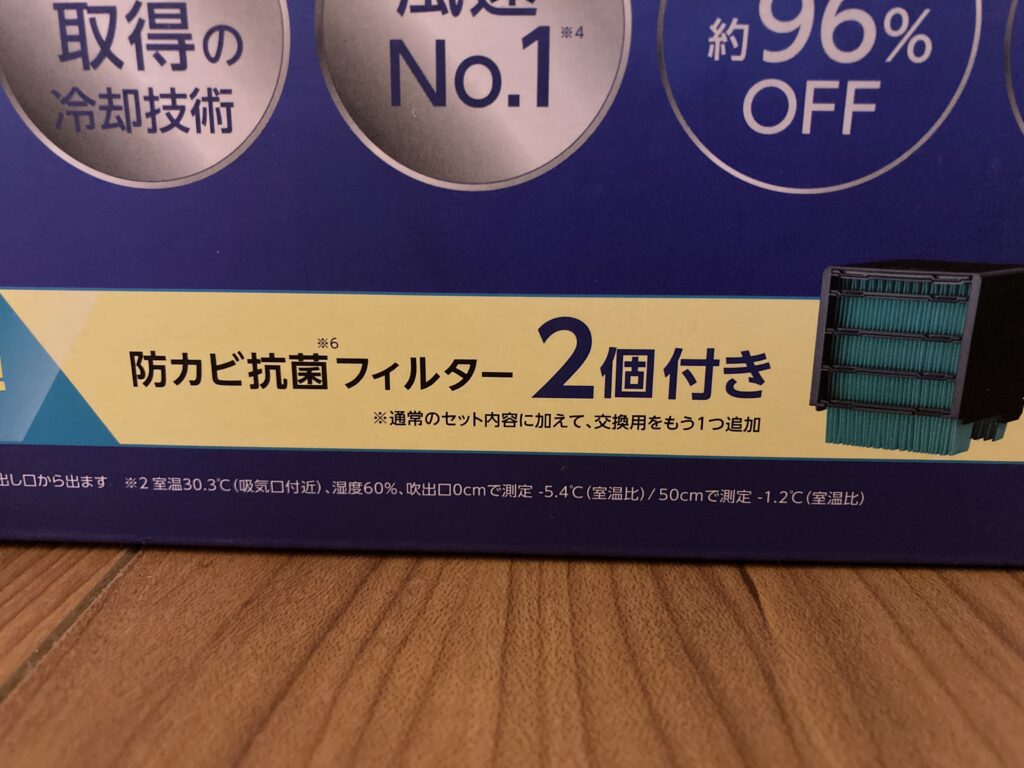 取得の
冷却技術
風速
No.1※4
約96%
OFF
防カビ抗菌※6フィルター 2個付き
※通常のセット内容に加えて、交換用をもう1つ追加
出し口から出ます ※2 室温30.3℃(吸気口付近)、湿度60%、吹出口0cmで測定 -5.4℃(室温比)/50cmで測定 -1.2℃(室温比)